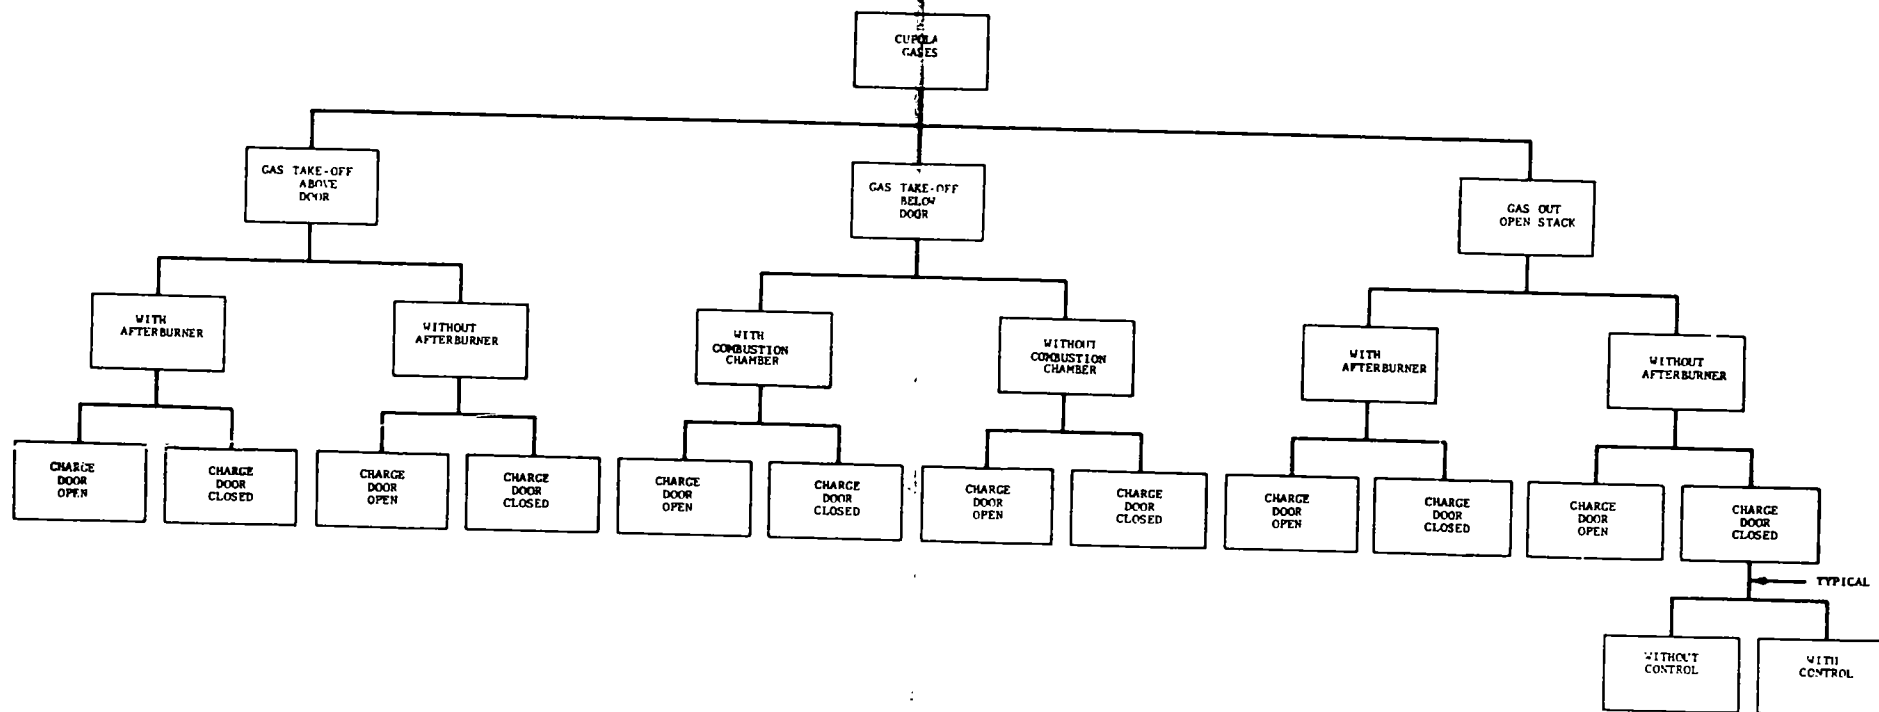 CUPOLA
GASES
GAS TAKE-OFF
ABOVE
DOOR
GAS TAKE-OFF
BELOW
DOOR
GAS OUT
OPEN STACK
WITH
AFTERBURNER
WITHOUT
AFTERBURNER
WITH
COMBUSTION
CHAMBER
WITHOUT
COMBUSTION
CHAMBER
WITH
AFTERBURNER
WITHOUT
AFTERBURNER
CHARGE
DOOR
OPEN
CHARGE
DOOR
CLOSED
CHARGE
DOOR
OPEN
CHARGE
DOOR
CLOSED
CHARGE
DOOR
OPEN
CHARGE
DOOR
CLOSED
CHARGE
DOOR
OPEN
CHARGE
DOOR
CLOSED
CHARGE
DOOR
OPEN
CHARGE
DOOR
CLOSED
CHARGE
DOOR
OPEN
CHARGE
DOOR
CLOSED
TYPICAL
WITHOUT
CONTROL
WITH
CONTROL